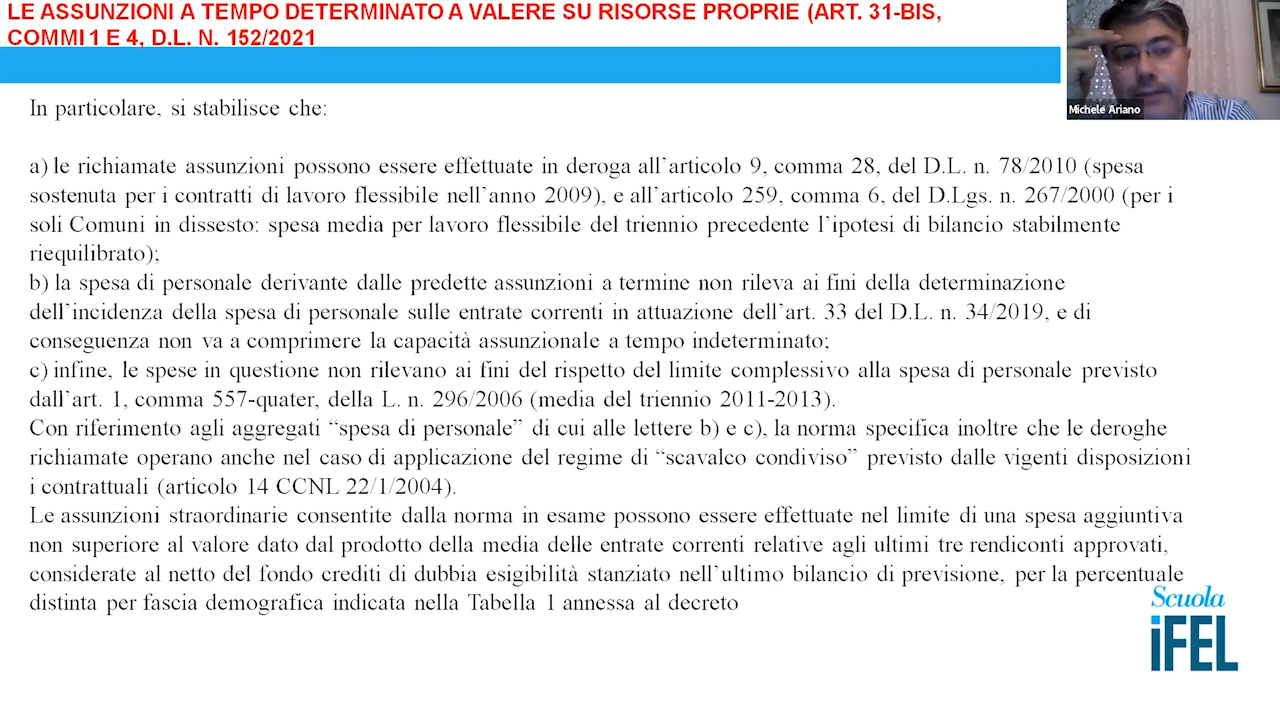 LE ASSUNZIONI A TEMPO DETERMINATO A VALERE SU RISORSE PROPRIE (ART. 31-BIS,
COMMI 1 E 4, D.L. N. 152/2021
Michele Ariano
In particolare, si stabilisce che:
a) le richiamate assunzioni possono essere effettuate in deroga all’articolo 9, comma 28, del D.L. n. 78/2010 (spesa
sostenuta per i contratti di lavoro flessibile nell’anno 2009), e all’articolo 259, comma 6, del D.Lgs. n. 267/2000 (per i
soli Comuni in dissesto: spesa media per lavoro flessibile del triennio precedente l’ipotesi di bilancio stabilmente
riequilibrato);
b) la spesa di personale derivante dalle predette assunzioni a termine non rileva ai fini della determinazione
dell’incidenza della spesa di personale sulle entrate correnti in attuazione dell’art. 33 del D.L. n. 34/2019, e di
conseguenza non va a comprimere la capacità assunzionale a tempo indeterminato;
c) infine, le spese in questione non rilevano ai fini del rispetto del limite complessivo alla spesa di personale previsto
dall’art. 1, comma 557-quater, della L. n. 296/2006 (media del triennio 2011-2013).
Con riferimento agli aggregati “spesa di personale” di cui alle lettere b) e c), la norma specifica inoltre che le deroghe
richiamate operano anche nel caso di applicazione del regime di “scavalco condiviso” previsto dalle vigenti disposizioni
i contrattuali (articolo 14 CCNL 22/1/2004).
Le assunzioni straordinarie consentite dalla norma in esame possono essere effettuate nel limite di una spesa aggiuntiva
non superiore al valore dato dal prodotto della media delle entrate correnti relative agli ultimi tre rendiconti approvati,
considerate al netto del fondo crediti di dubbia esigibilità stanziato nell’ultimo bilancio di previsione, per la percentuale
distinta per fascia demografica indicata nella Tabella 1 annessa al decreto
Scuola
iFEL